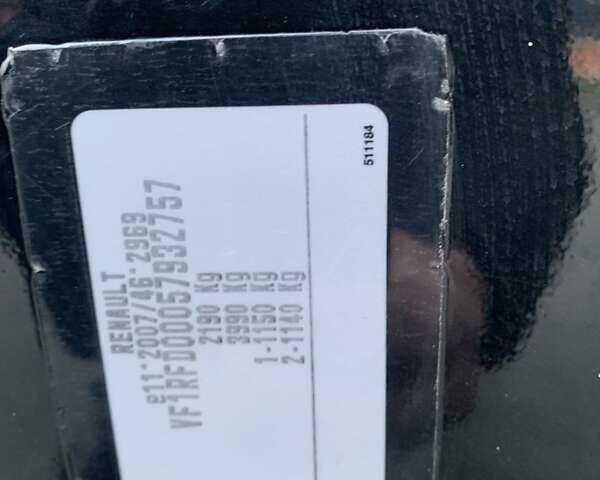 RENAULT
e11*2007/46*2969
VF1RFD00057932757
2190 Kg
3990 Kg
1-1150 Kg
2-1140 Kg
511184